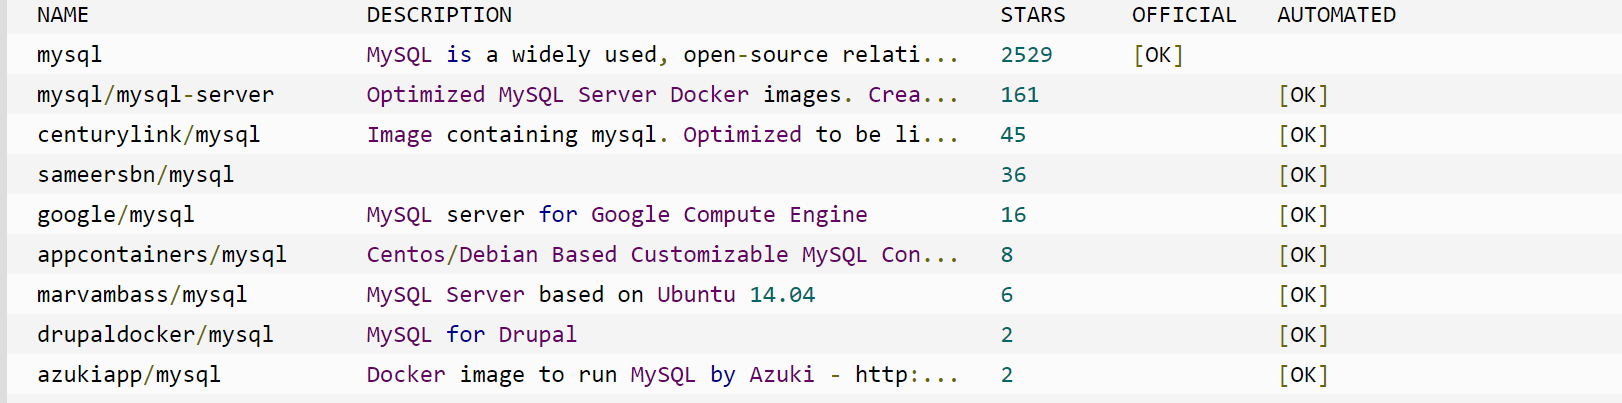 NAME DESCRIPTION STARS OFFICIAL AUTOMATED
mysql MySQL is a widely used, open-source relati... 2529 [OK]
mysql/mysql-server Optimized MySQL Server Docker images. Crea... 161 [OK]
centurylink/mysql Image containing mysql. Optimized to be li... 45 [OK]
sameersbn/mysql 36 [OK]
google/mysql MySQL server for Google Compute Engine 16 [OK]
appcontainers/mysql Centos/Debian Based Customizable MySQL Con... 8 [OK]
marvambass/mysql MySQL Server based on Ubuntu 14.04 6 [OK]
drupaldocker/mysql MySQL for Drupal 2 [OK]
azukiapp/mysql Docker image to run MySQL by Azuki - http:... 2 [OK]